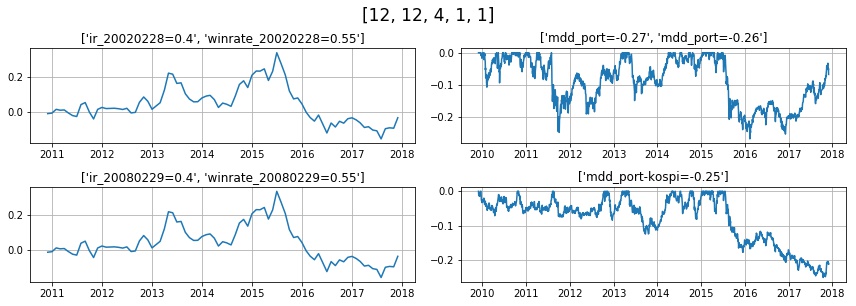 [12, 12, 4, 1, 1]
['ir_20020228=0.4', 'winrate_20020228=0.55']
0.2
0.0
2011 2012 2013 2014 2015 2016 2017 2018
['mdd_port=-0.27', 'mdd_port=-0.26']
0.0
−0.1
−0.2
2010 2011 2012 2013 2014 2015 2016 2017 2018
['ir_20080229=0.4', 'winrate_20080229=0.55']
0.2
0.0
2011 2012 2013 2014 2015 2016 2017 2018
['mdd_port-kospi=-0.25']
0.0
−0.1
−0.2
2010 2011 2012 2013 2014 2015 2016 2017 2018